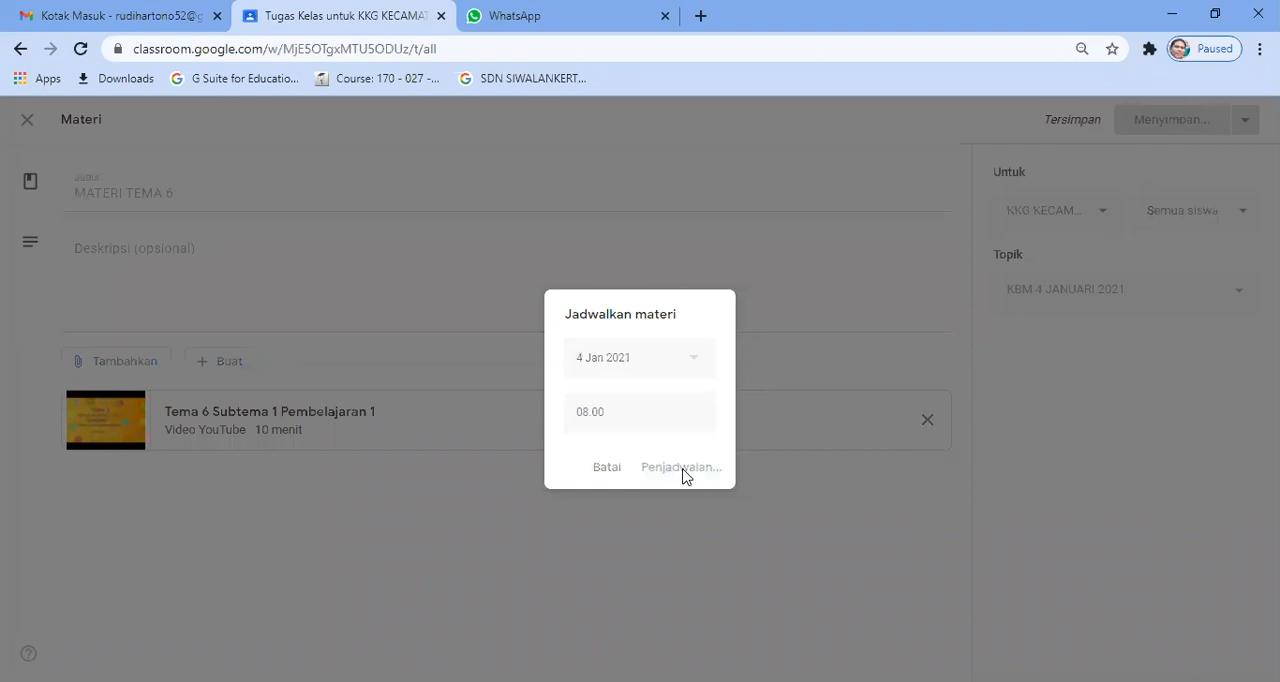 Kotak Masuk - rudihartono52@g
Tugas Kelas untuk KKG KECAMAT
WhatsApp
classroom.google.com/w/MjE5OTgxMTU5ODUz/t/all
Paused
Apps
Downloads
G Suite for Educatio...
Course: 170 - 027 -...
SDN SIWALANKERT...
Materi
Tersimpan
Menyimpan...
Judul
MATERI TEMA 6
Untuk
KKG KECAM...
Semua siswa
Deskripsi (opsional)
Topik
KBM 4 JANUARI 2021
Jadwalkan materi
4 Jan 2021
Tambahkan
Buat
Tema 6 Subtema 1 Pembelajaran 1
Video YouTube 10 menit
08.00
Batal
Penjadwalan...